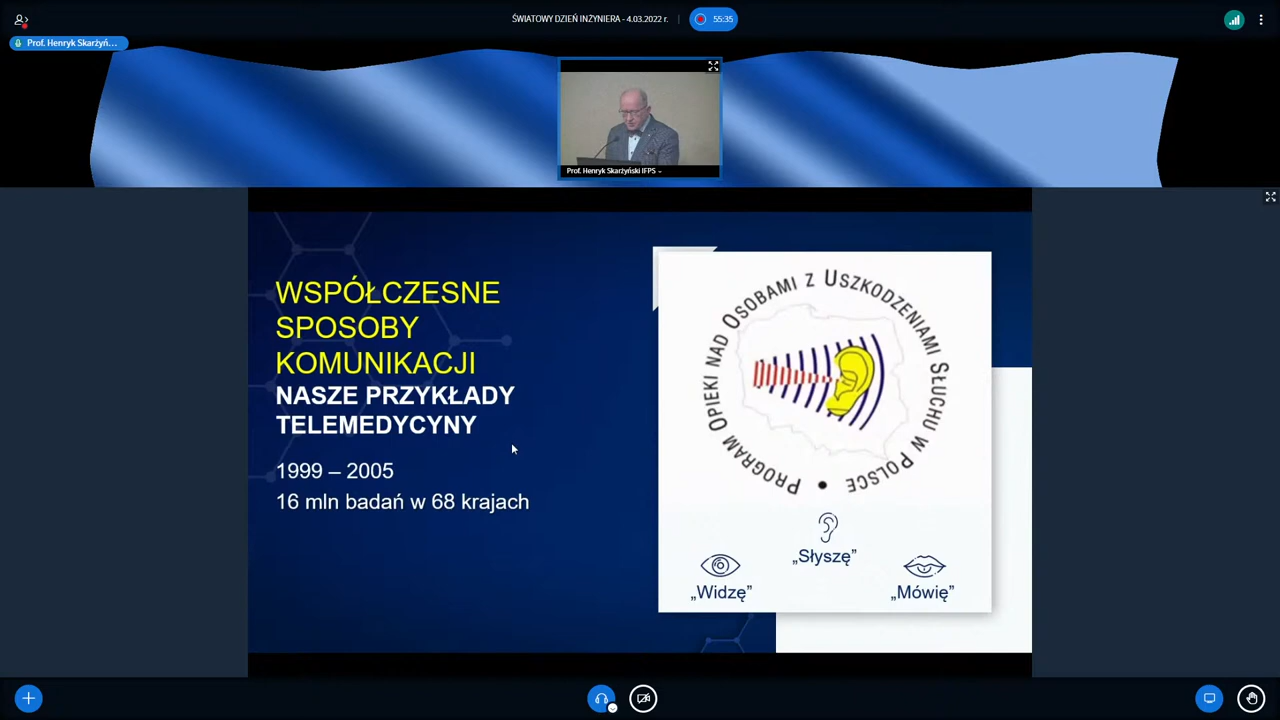 ŚWIATOWY DZIEŃ INZYNIERA - 4.03.2022 r.
55:35
Prof. Henryk Skarżyń...
Prof. Henryk Skarżyński IFPS
WSPÓŁCZESNE
SPOSOBY
KOMUNIKACJI
NASZE PRZYKŁADY
TELEMEDYCYNY
1999 – 2005
16 mln badań w 68 krajach
PROGRAM OPIEKI NAD OSOBAMI Z USZKODZENIAMI SŁUCHU W POLSCE •
„Słyszę”
„Widzę”
„Mówię”